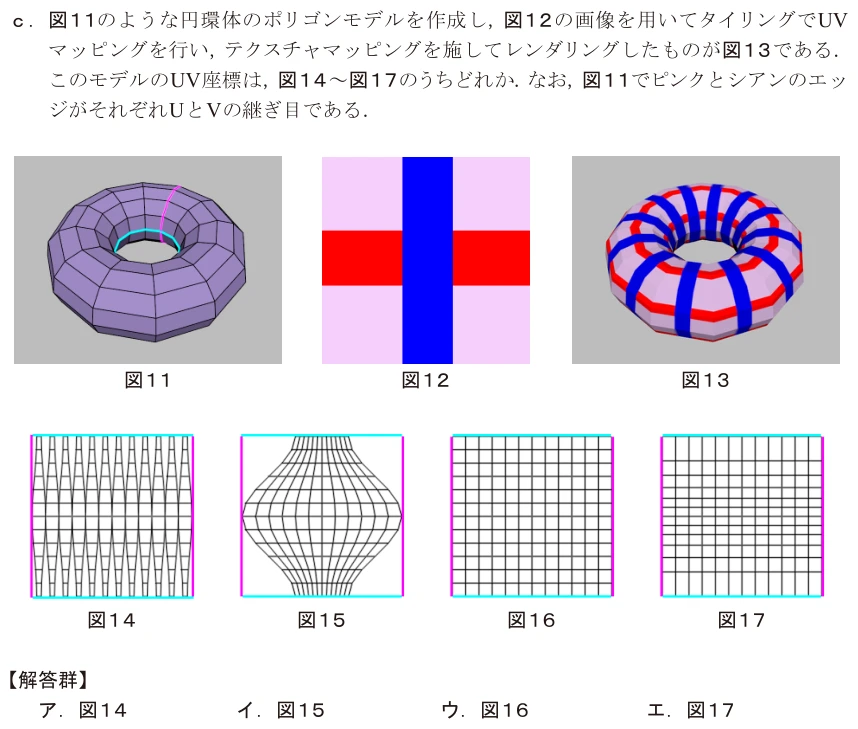 c．図11のような円環体のポリゴンモデルを作成し，図12の画像を用いてタイリングでUV
マッピングを行い，テクスチャマッピングを施してレンダリングしたものが図13である．
このモデルのUV座標は，図14〜図17のうちどれか．なお，図11でピンクとシアンのエッ
ジがそれぞれUとVの継ぎ目である．
図11 図12 図13
図14 図15 図16 図17
【解答群】
ア．図14 イ．図15 ウ．図16 エ．図17